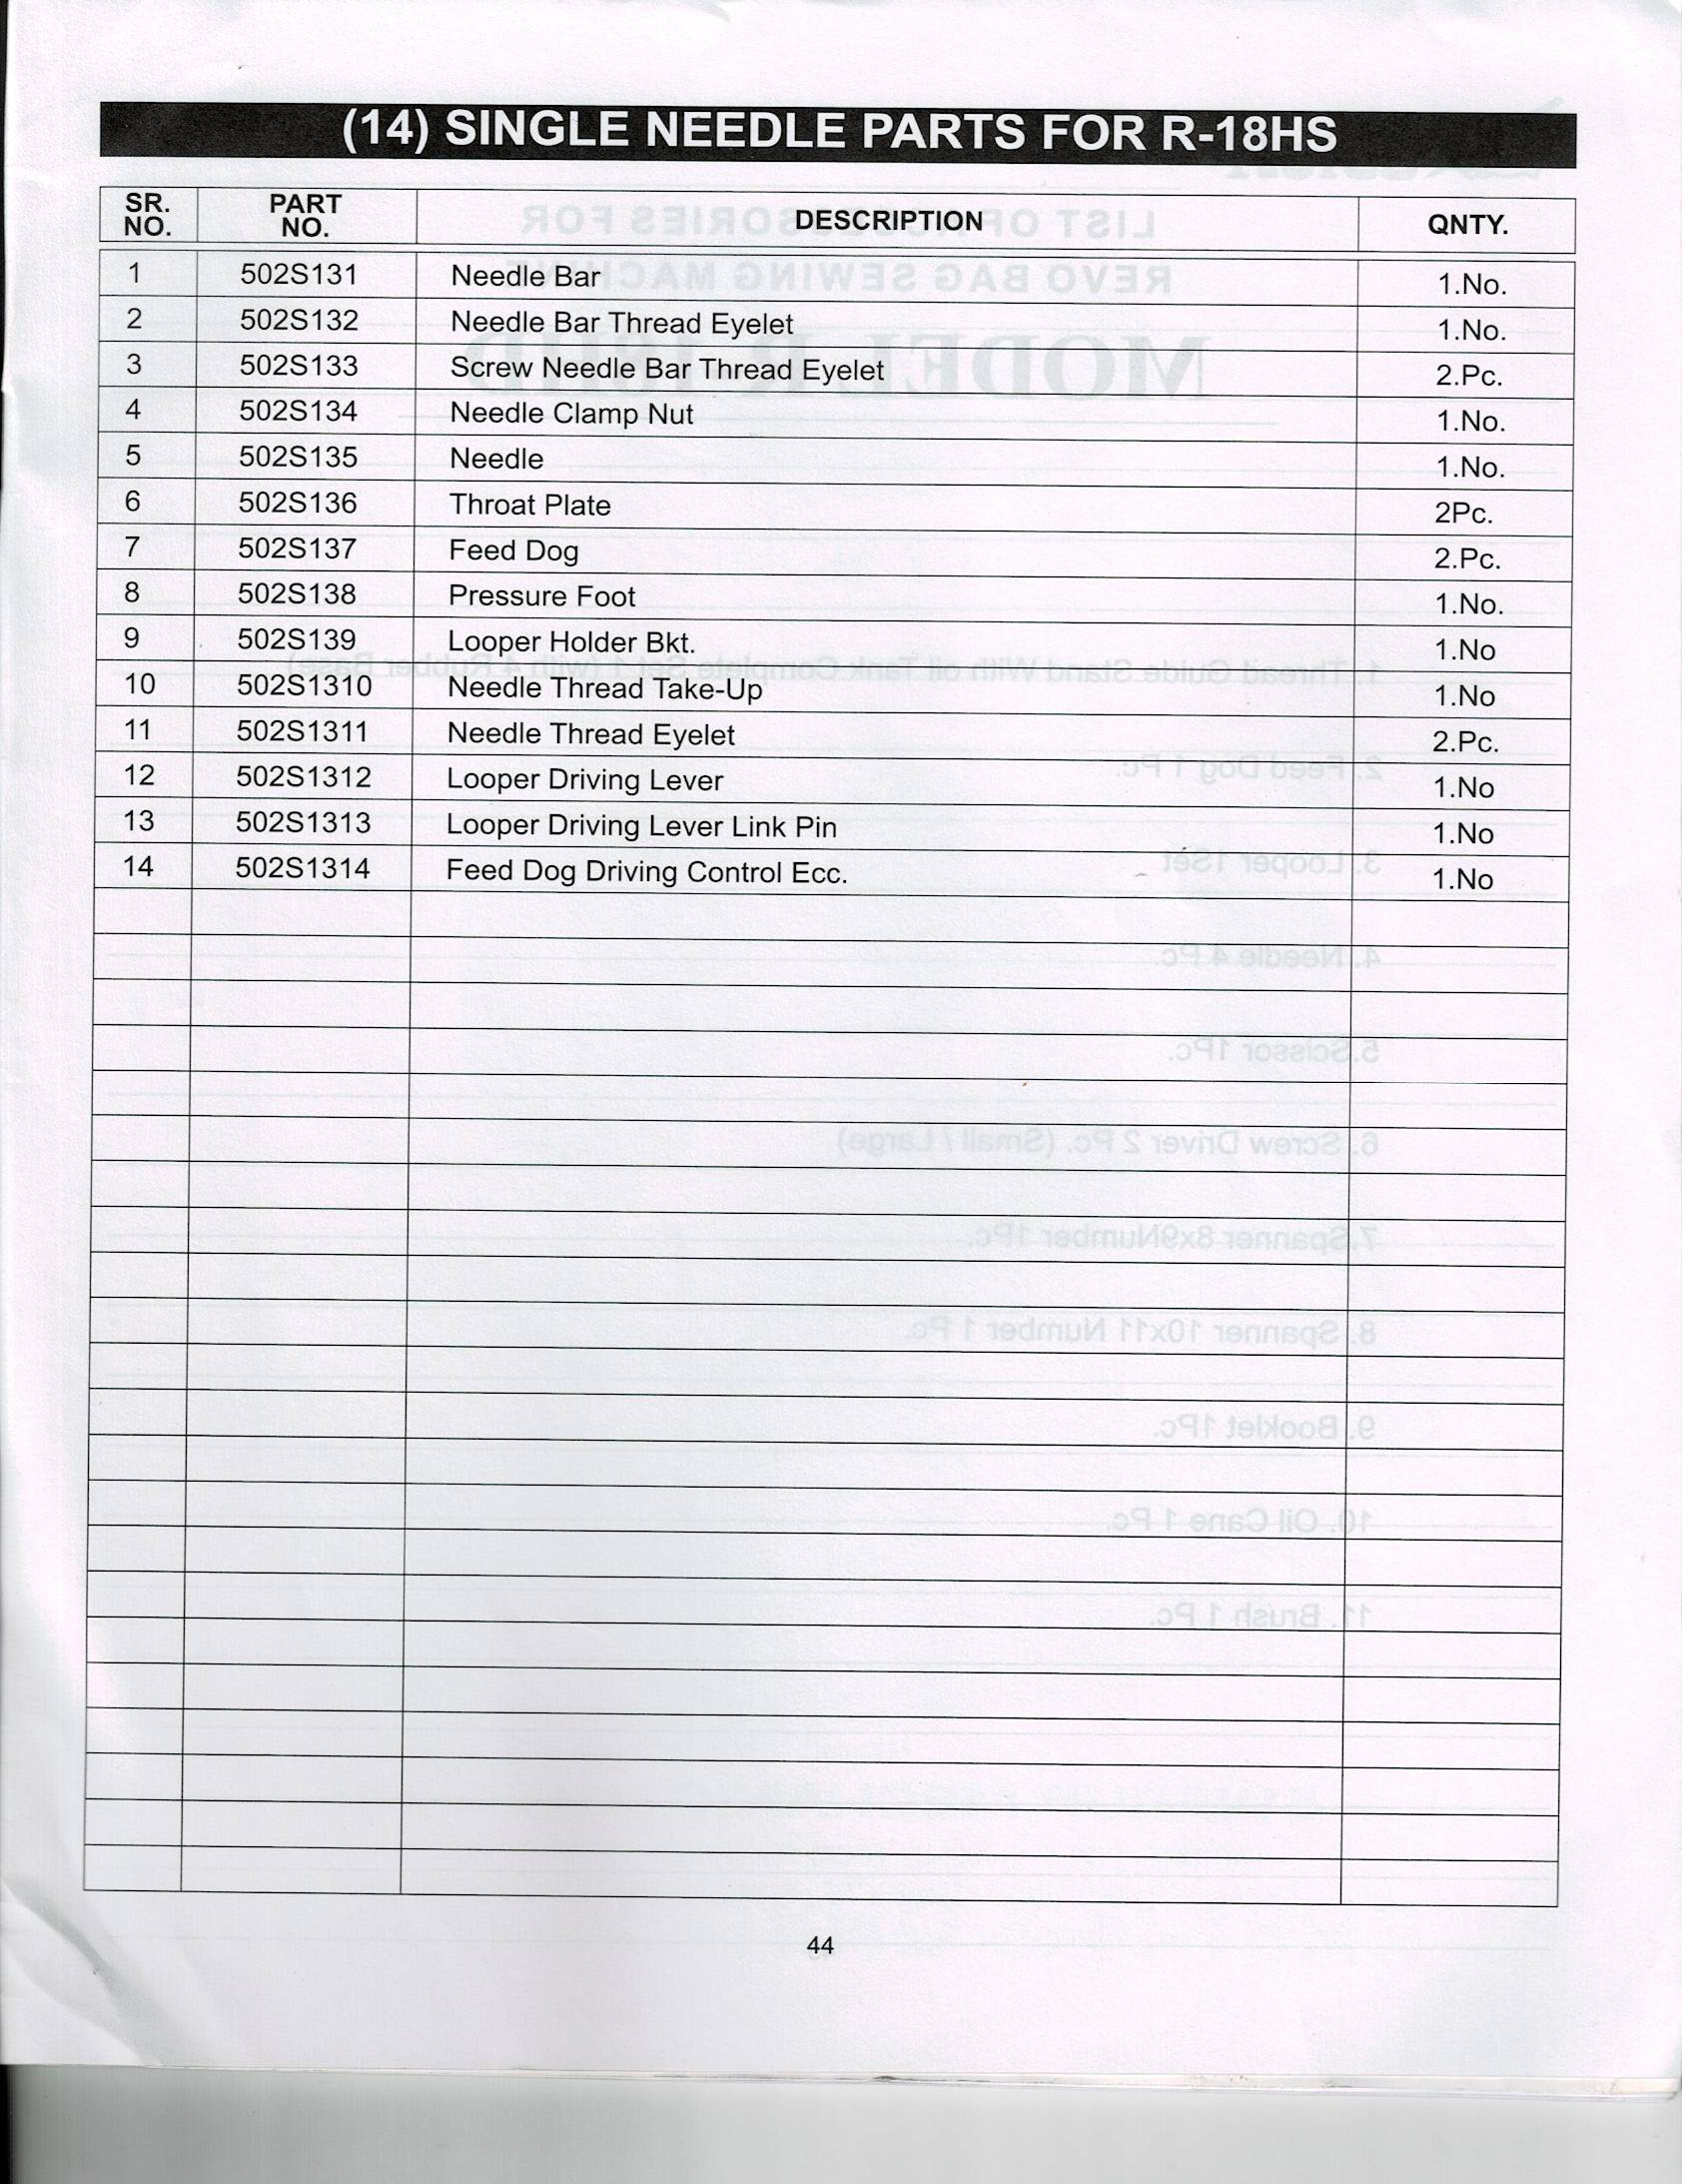 (14) SINGLE NEEDLE PARTS FOR R-18HS
SR. NO. PART NO. DESCRIPTION QNTY.
1 502S131 Needle Bar 1.No.
2 502S132 Needle Bar Thread Eyelet 1.No.
3 502S133 Screw Needle Bar Thread Eyelet 2.Pc.
4 502S134 Needle Clamp Nut 1.No.
5 502S135 Needle 1.No.
6 502S136 Throat Plate 2Pc.
7 502S137 Feed Dog 2.Pc.
8 502S138 Pressure Foot 1.No.
9 502S139 Looper Holder Bkt. 1.No
10 502S1310 Needle Thread Take-Up 1.No
11 502S1311 Needle Thread Eyelet 2.Pc.
12 502S1312 Looper Driving Lever 1.No
13 502S1313 Looper Driving Lever Link Pin 1.No
14 502S1314 Feed Dog Driving Control Ecc. 1.No
44